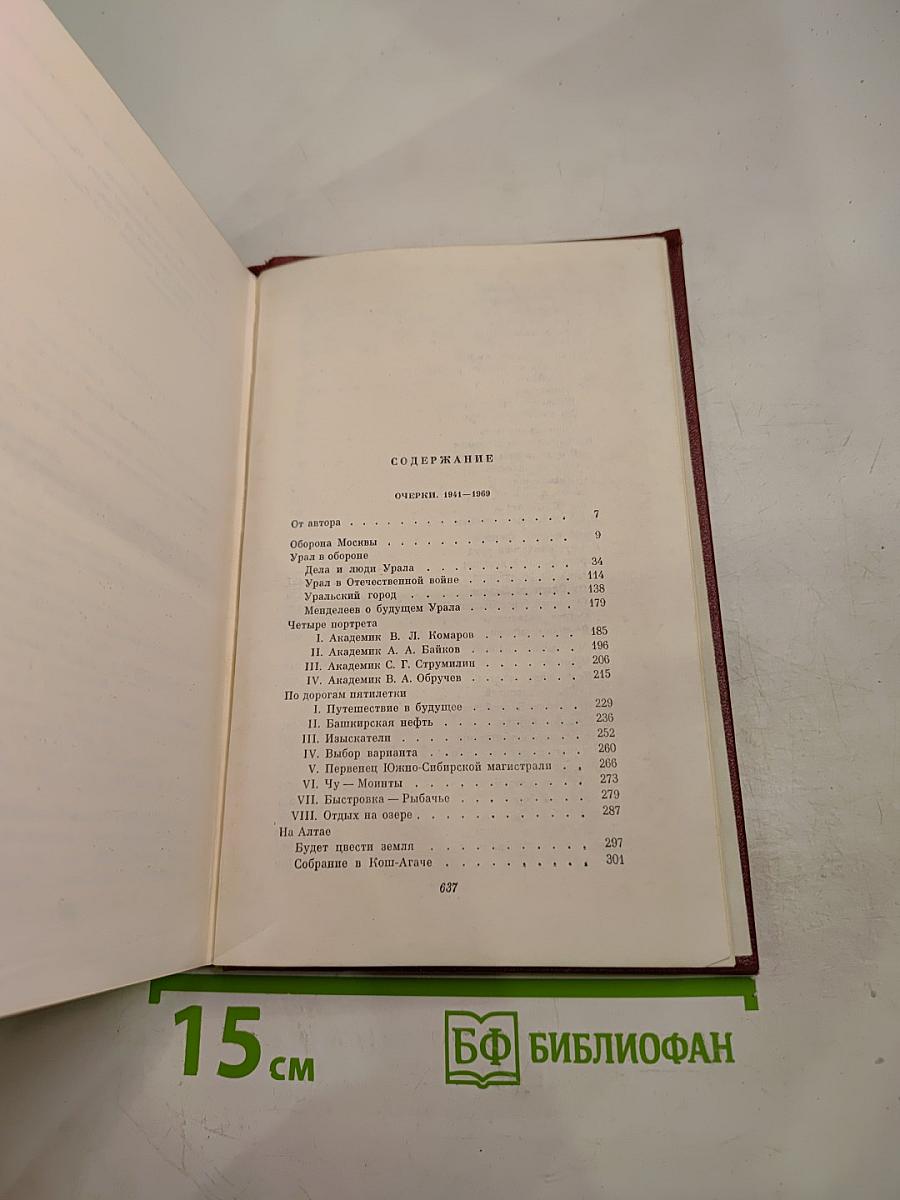 СОДЕРЖАНИЕ
ОЧЕРКИ. 1941—1969
От автора . . . . . . . . . . . . . . . . . 7
Оборона Москвы . . . . . . . . . . . . . . 9
Урал в обороне
Дела и люди Урала . . . . . . . . . . . 34
Урал в Отечественной войне . . . . . . . . 114
Уральский город . . . . . . . . . . . . 138
Менделеев о будущем Урала . . . . . . . . 179
Четыре портрета
I. Академик В. Л. Комаров . . . . . . . 185
II. Академик А. А. Байков . . . . . . . . 196
III. Академик С. Г. Струмилин . . . . . . . 206
IV. Академик В. А. Обручев . . . . . . . . 215
По дорогам пятилетки
I. Путешествие в будущее . . . . . . . . 229
II. Башкирская нефть . . . . . . . . . . 236
III. Изыскатели . . . . . . . . . . . . . 252
IV. Выбор варианта . . . . . . . . . . . 260
V. Первенец Южно-Сибирской магистрали . . 266
VI. Чу — Моинты . . . . . . . . . . . . 273
VII. Быстровка — Рыбачье . . . . . . . . . 279
VIII. Отдых на озере . . . . . . . . . . . . 287
На Алтае
Будет цвести земля . . . . . . . . . . . 297
Собрание в Кош-Агаче . . . . . . . . . . 301
637
15 см
БФ БИБЛИОФАН